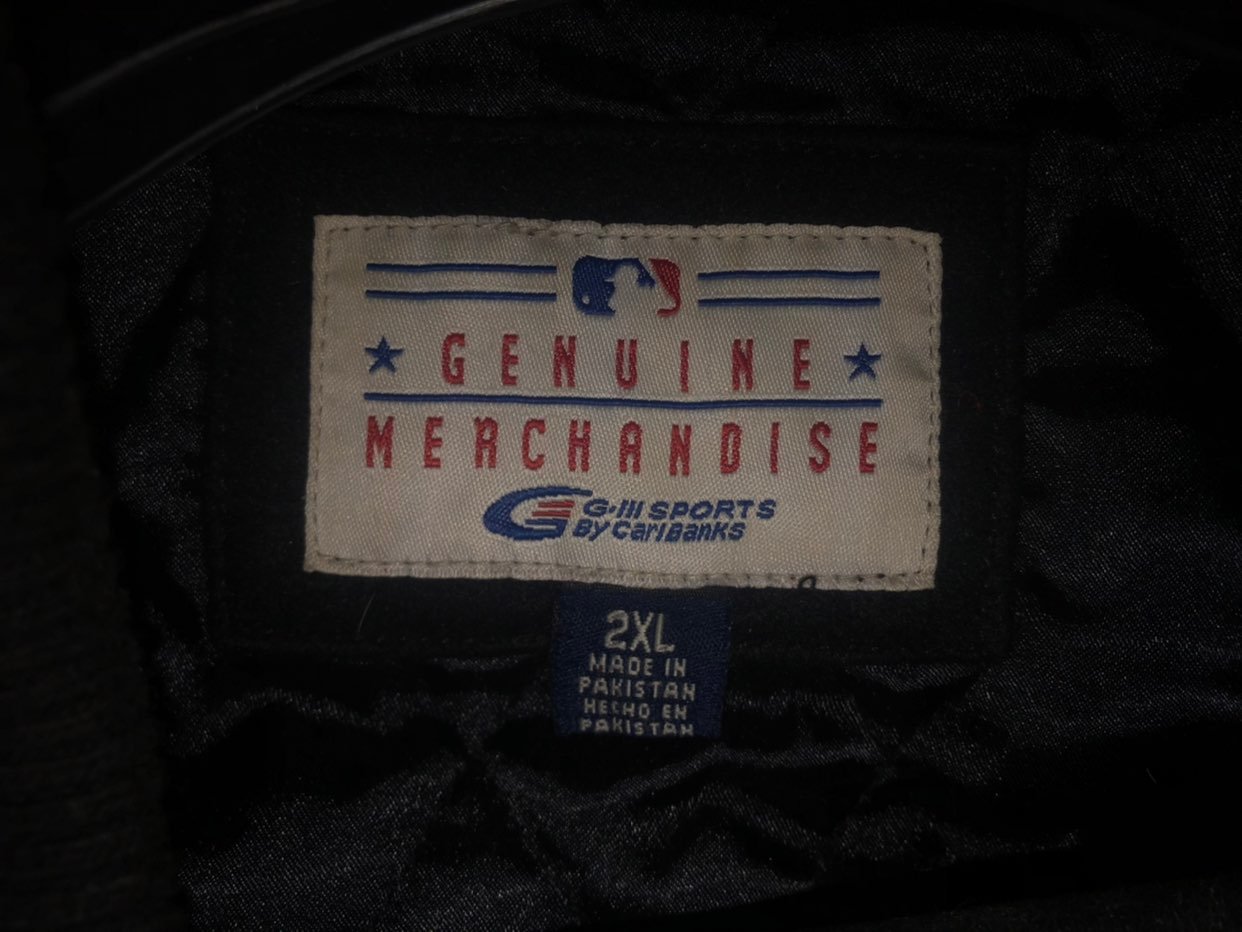 GENUINE
MERCHANDISE
G-III SPORTS
BY Carl Banks
2XL
MADE IN
PAKISTAN
HECHO EN
PAKISTAN